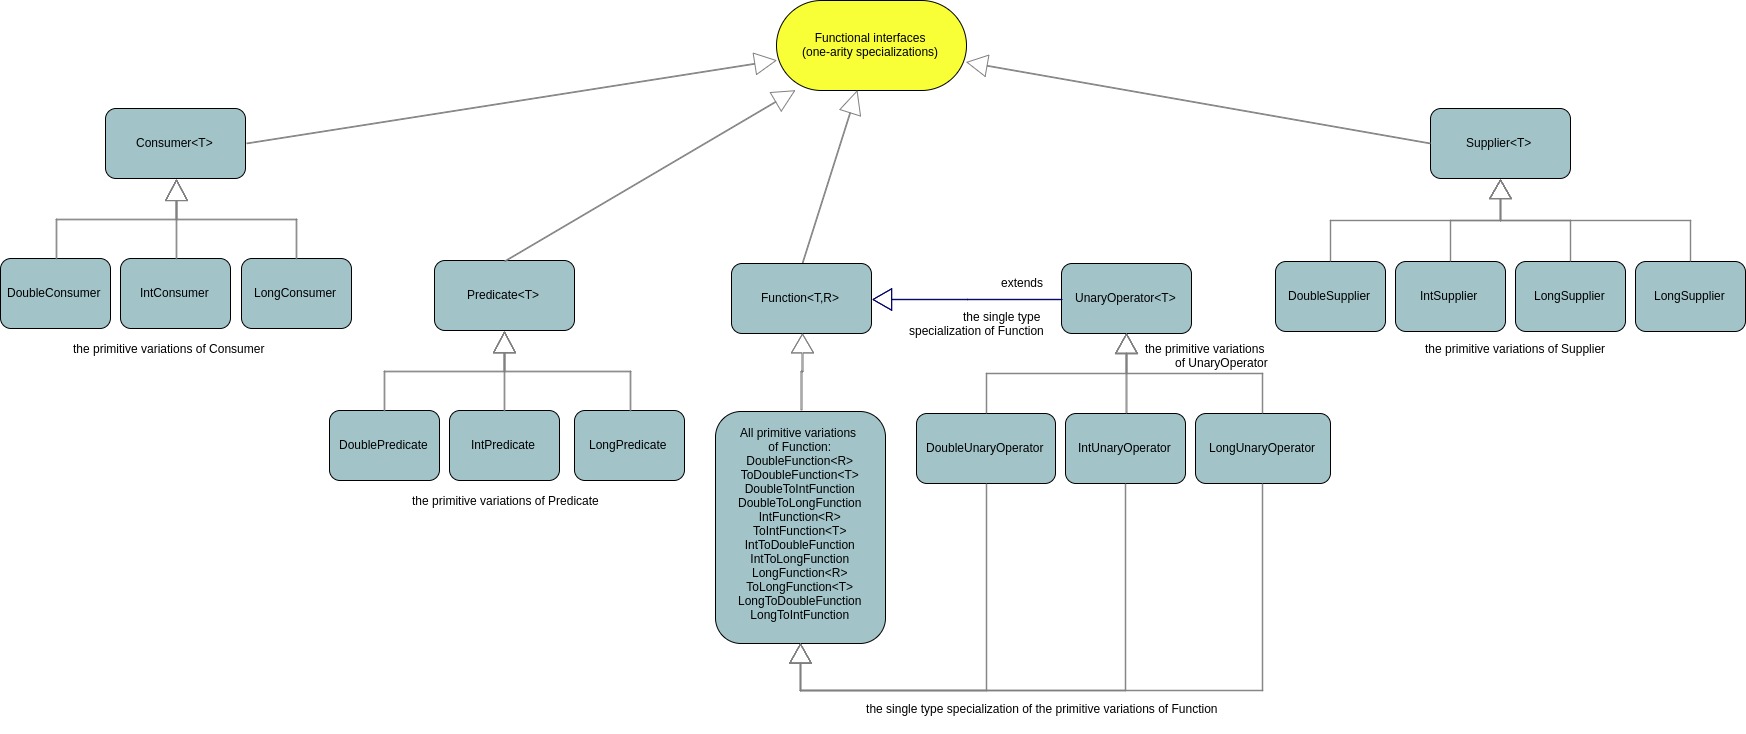 Functional interfaces
(one-arity specializations)
Consumer<T>
Supplier<T>
DoubleConsumer
IntConsumer
LongConsumer
the primitive variations of Consumer
Predicate<T>
Function<T,R>
extends
the single type
specialization of Function
UnaryOperator<T>
the primitive variations
of UnaryOperator
DoubleSupplier
IntSupplier
LongSupplier
LongSupplier
the primitive variations of Supplier
DoublePredicate
IntPredicate
LongPredicate
the primitive variations of Predicate
All primitive variations
of Function:
DoubleFunction<R>
ToDoubleFunction<T>
DoubleToIntFunction
DoubleToLongFunction
IntFunction<R>
ToIntFunction<T>
IntToDoubleFunction
IntToLongFunction
LongFunction<R>
ToLongFunction<T>
LongToDoubleFunction
LongToIntFunction
DoubleUnaryOperator
IntUnaryOperator
LongUnaryOperator
the single type specialization of the primitive variations of Function